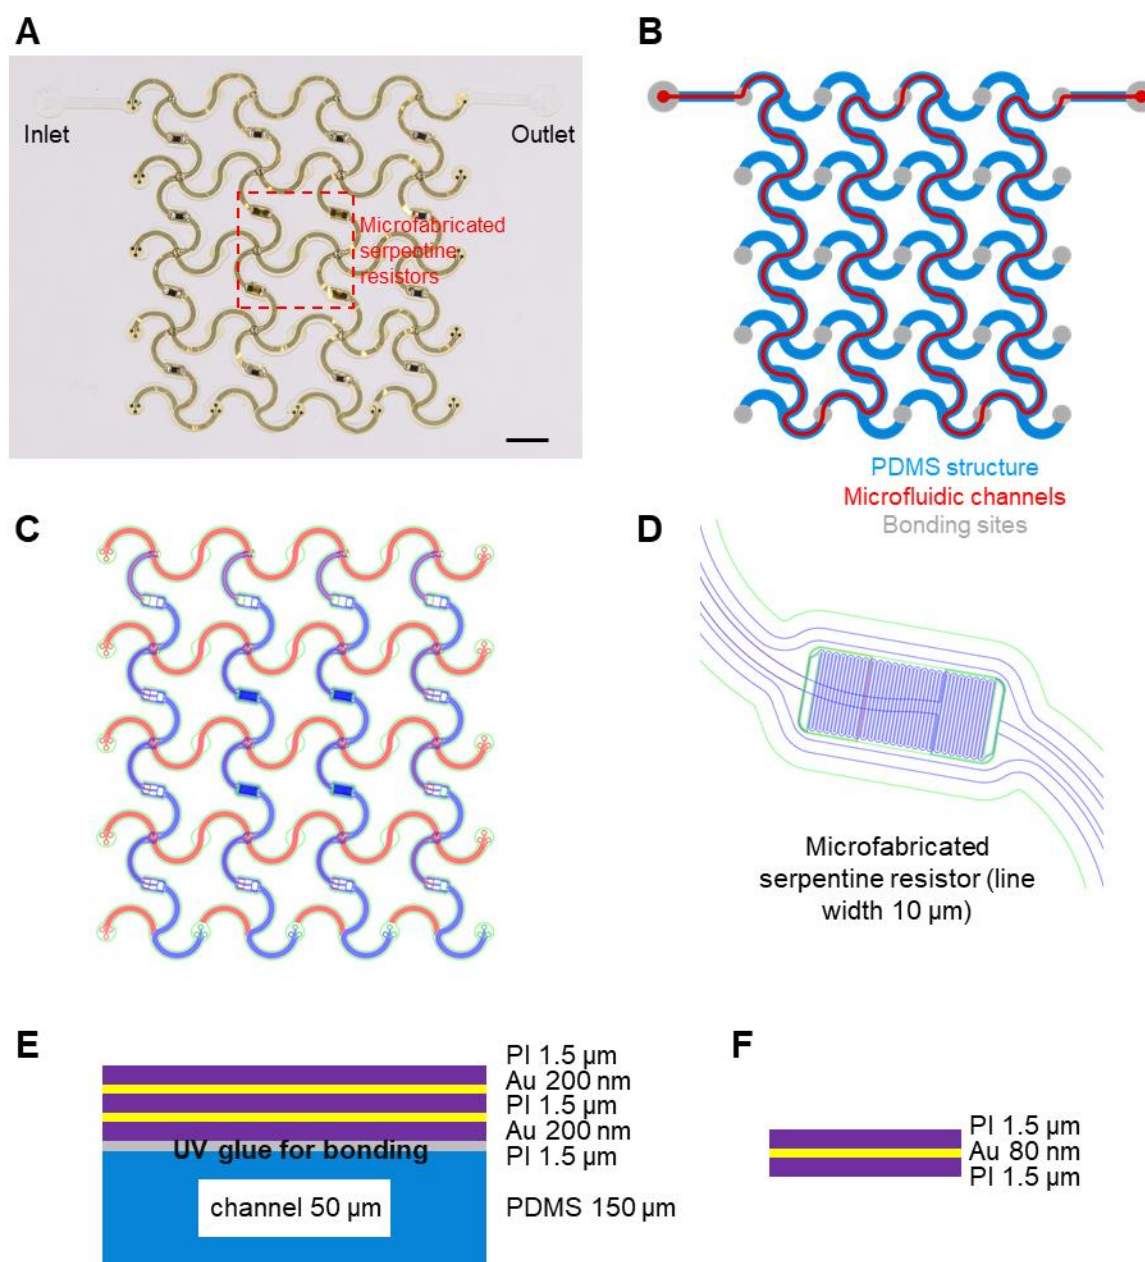 A
B
Inlet
Outlet
Microfabricated
serpentine
resistors
PDMS structure
Microfluidic channels
Bonding sites
C
D
Microfabricated
serpentine resistor (line
width 10 μm)
E
PI 1.5 μm
Au 200 nm
PI 1.5 μm
Au 200 nm
UV glue for bonding
PI 1.5 μm
channel 50 μm
PDMS 150 μm
F
PI 1.5 μm
Au 80 nm
PI 1.5 μm